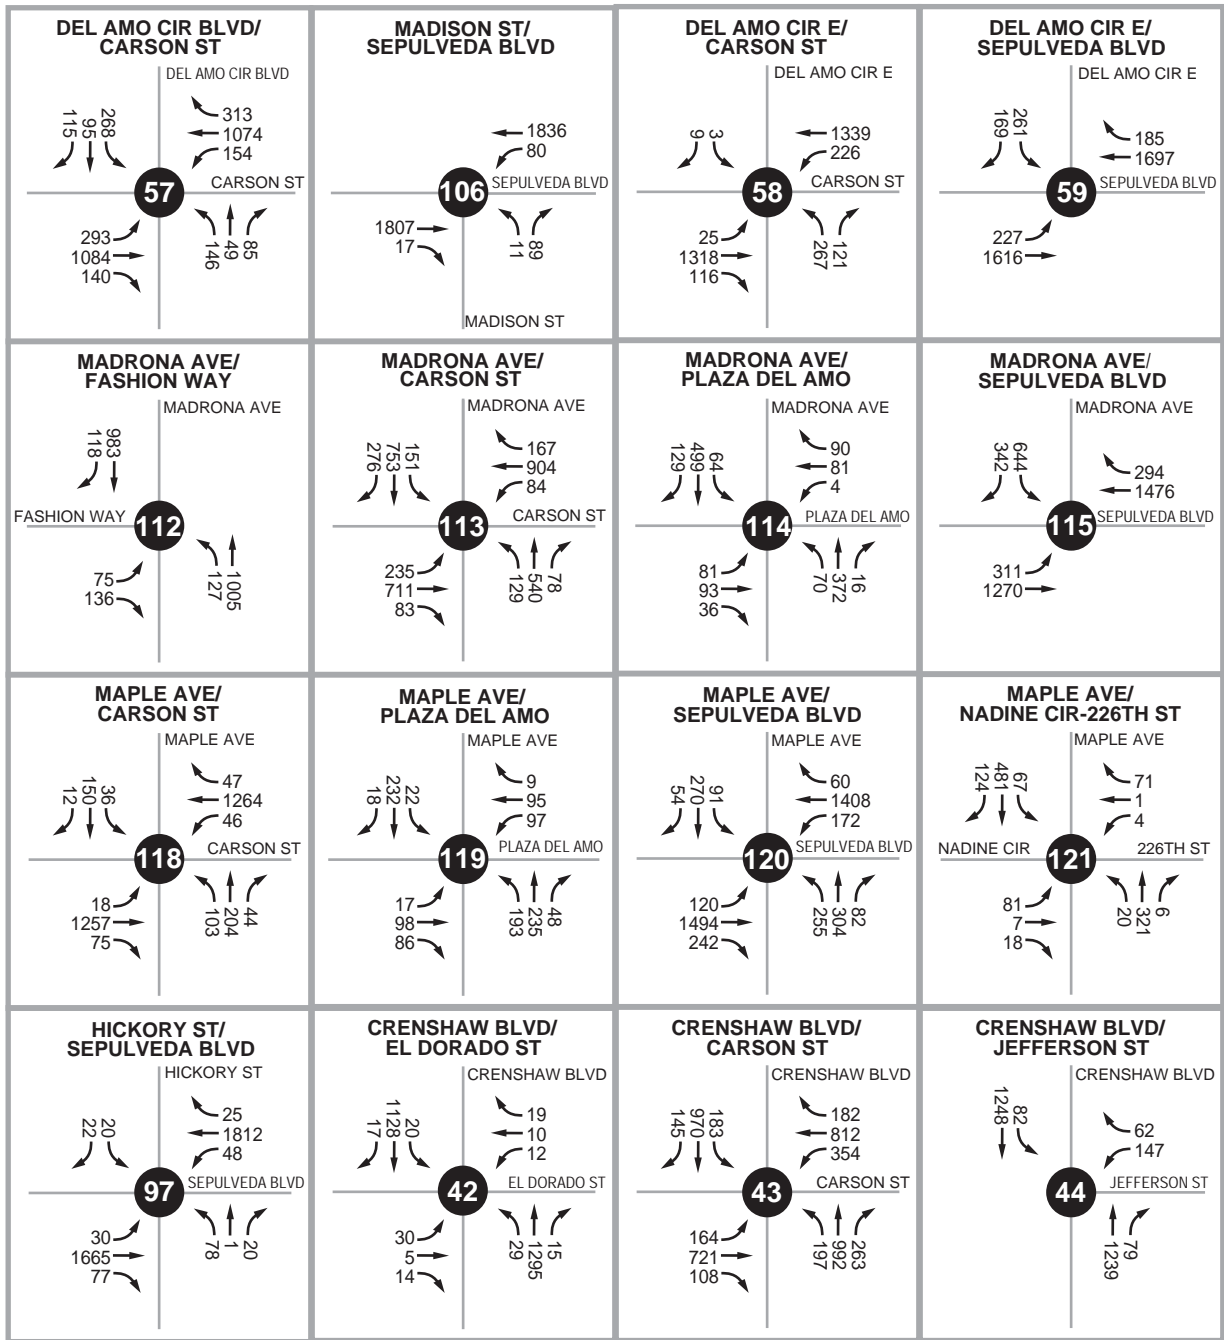 DEL AMO CIR BLVD/
CARSON ST
DEL AMO CIR BLVD
115
95
268
313
1074
154
57
CARSON ST
293
1084
140
146
49
85
MADISON ST/
SEPULVEDA BLVD
1836
80
106
SEPULVEDA BLVD
1807
17
11
89
MADISON ST
DEL AMO CIR E/
CARSON ST
DEL AMO CIR E
9
3
1339
226
58
CARSON ST
25
1318
116
267
121
DEL AMO CIR E/
SEPULVEDA BLVD
DEL AMO CIR E
169
261
185
1697
59
SEPULVEDA BLVD
227
1616
MADRONA AVE/
FASHION WAY
MADRONA AVE
118
983
FASHION WAY
112
75
136
127
1005
MADRONA AVE/
CARSON ST
MADRONA AVE
276
753
151
167
904
84
113
CARSON ST
235
711
83
129
540
78
MADRONA AVE/
PLAZA DEL AMO
MADRONA AVE
129
499
64
90
81
4
114
PLAZA DEL AMO
81
93
36
70
372
16
MADRONA AVE/
SEPULVEDA BLVD
MADRONA AVE
342
644
294
1476
115
SEPULVEDA BLVD
311
1270
MAPLE AVE/
CARSON ST
MAPLE AVE
12
150
36
47
1264
46
118
CARSON ST
18
1257
75
103
204
44
MAPLE AVE/
PLAZA DEL AMO
MAPLE AVE
18
232
22
9
95
97
119
PLAZA DEL AMO
17
98
86
193
235
48
MAPLE AVE/
SEPULVEDA BLVD
MAPLE AVE
54
270
91
60
1408
172
120
SEPULVEDA BLVD
120
1494
242
255
304
82
MAPLE AVE/
NADINE CIR-226TH ST
MAPLE AVE
124
481
67
71
1
4
NADINE CIR
121
226TH ST
81
7
18
20
321
6
HICKORY ST/
SEPULVEDA BLVD
HICKORY ST
22
20
25
1812
48
97
SEPULVEDA BLVD
30
1665
77
78
1
20
CRENSHAW BLVD/
EL DORADO ST
CRENSHAW BLVD
17
1128
20
19
10
12
42
EL DORADO ST
30
5
14
29
1295
15
CRENSHAW BLVD/
CARSON ST
CRENSHAW BLVD
145
970
183
182
812
354
43
CARSON ST
164
721
108
197
992
263
CRENSHAW BLVD/
JEFFERSON ST
CRENSHAW BLVD
1248
82
62
147
44
JEFFERSON ST
1239
79